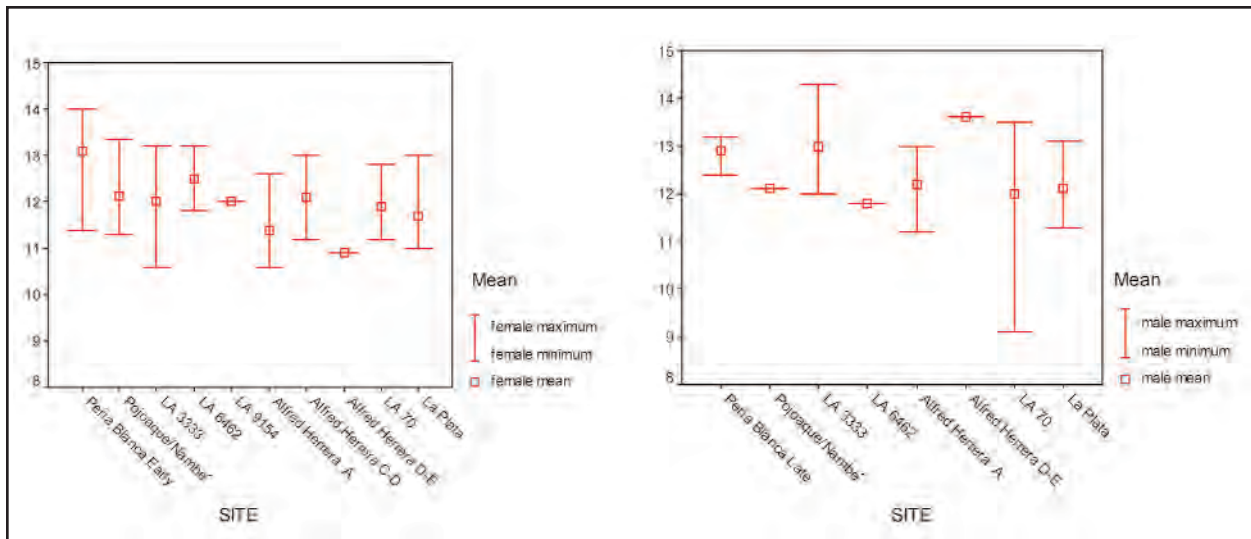 15
14
13
12
11
10
9
8
Peña Blanca Early
Pojoaque/Nambé
LA 3333
LA 6462
LA 9154
Alfred Herrera A
Alfred Herrera C-D
Alfred Herrera D-E
LA 70
La Plata
SITE
Mean
female maximum
female minimum
female mean
15
14
13
12
11
10
9
8
Peña Blanca Late
Pojoaque/Nambé
LA 3333
LA 6462
Alfred Herrera A
Alfred Herrera D-E
LA 70
La Plata
SITE
Mean
male maximum
male minimum
male mean